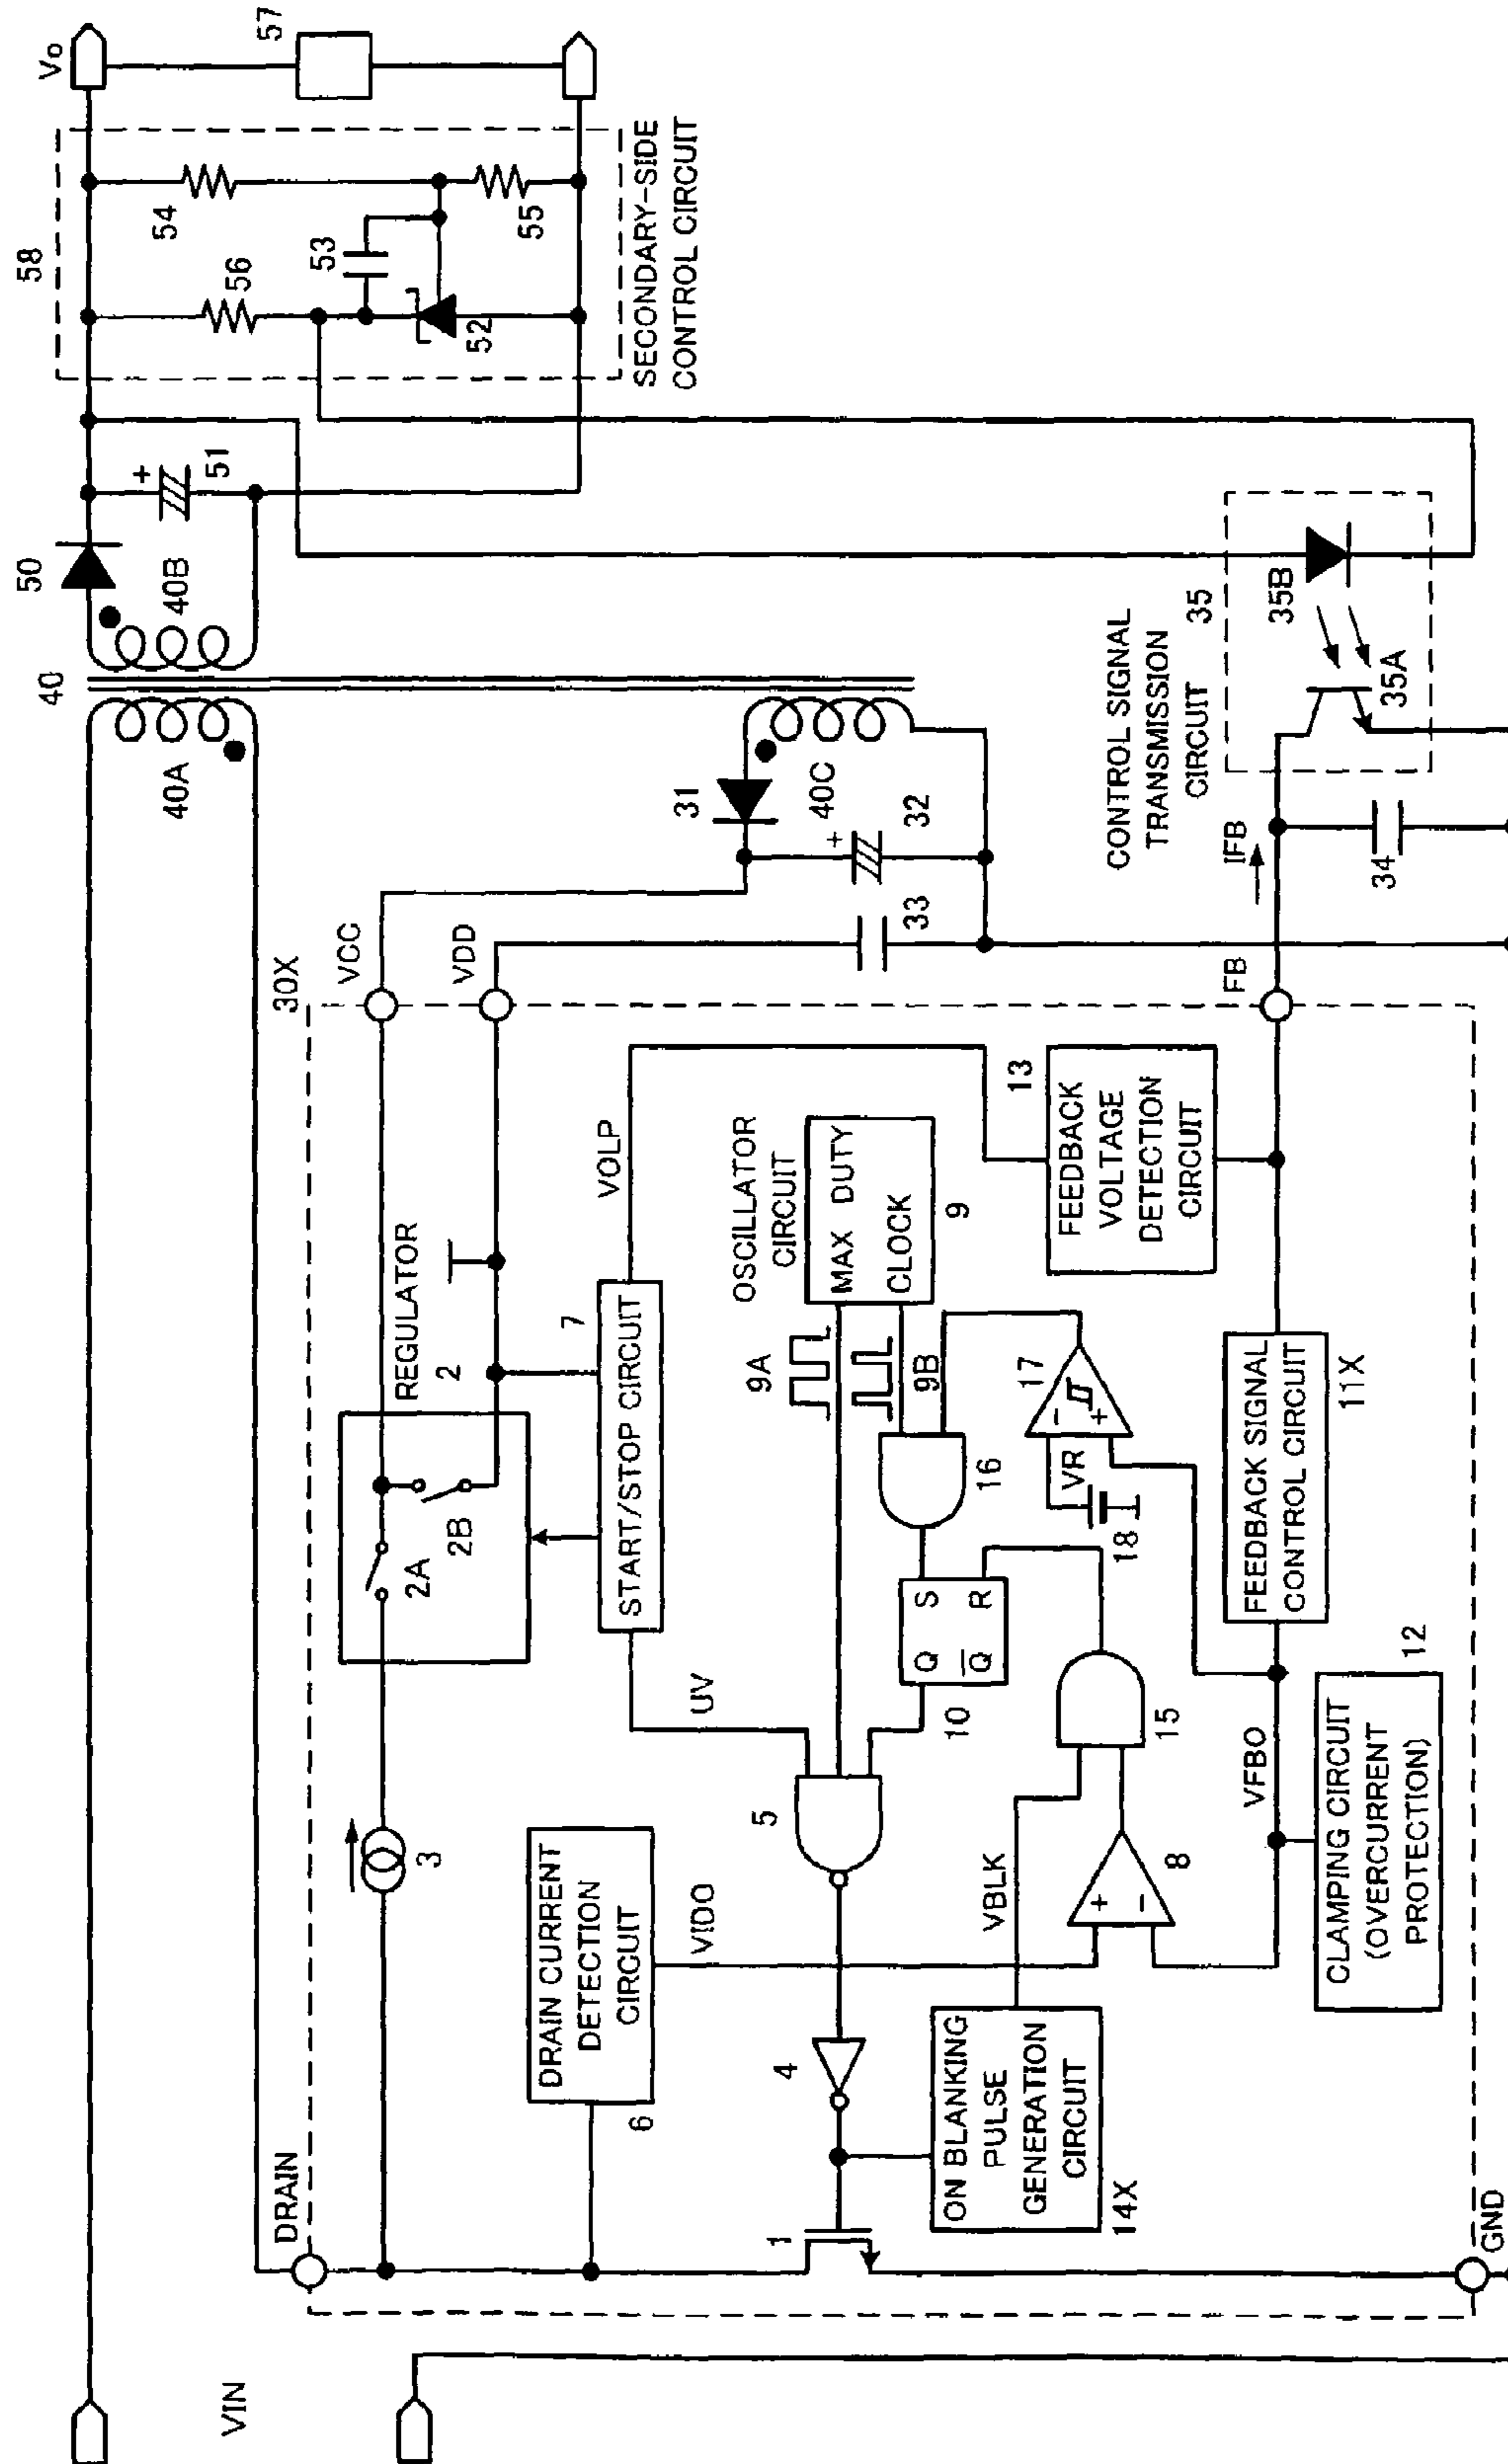 VIN
DRAIN
GND
30X
40
40A
40B
40C
50
51
+
Vo
57
58
54
55
56
53
52
SECONDARY-SIDE
CONTROL CIRCUIT
31
32
+
33
VCC
VDD
REGULATOR
2
2A
2B
3
START/STOP CIRCUIT
7
UV
VOLP
DRAIN CURRENT
DETECTION
CIRCUIT
6
VIDO
5
4
1
OSCILLATOR
CIRCUIT
MAX DUTY
CLOCK
9
9A
9B
16
S
R
Q
Q
10
17
−
+
VR
18
15
VBLK
8
+
−
ON BLANKING
PULSE
GENERATION
CIRCUIT
14X
VFBO
CLAMPING CIRCUIT
(OVERCURRENT
PROTECTION)
12
FEEDBACK SIGNAL
CONTROL CIRCUIT
11X
FEEDBACK
VOLTAGE
DETECTION
CIRCUIT
13
FB
IFB
34
CONTROL SIGNAL
TRANSMISSION
CIRCUIT
35
35A
35B